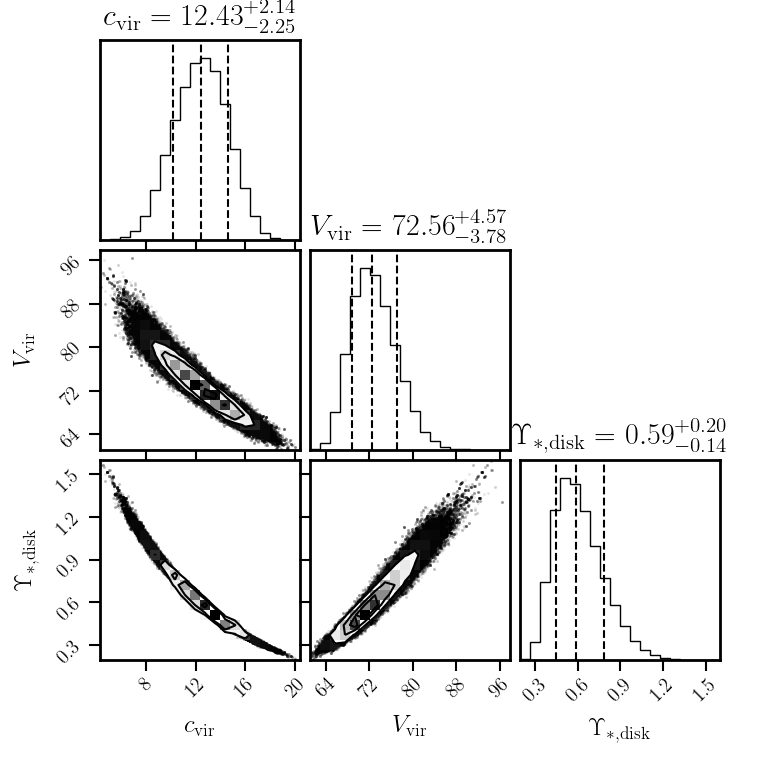 c_vir = 12.43^{+2.14}_{-2.25}
V_vir = 72.56^{+4.57}_{-3.78}
96
88
80
72
64
V_vir
Υ_{*,disk} = 0.59^{+0.20}_{-0.14}
1.5
1.2
0.9
0.6
0.3
Υ_{*,disk}
8 12 16 20
64 72 80 88 96
0.3 0.6 0.9 1.2 1.5
c_vir
V_vir
Υ_{*,disk}